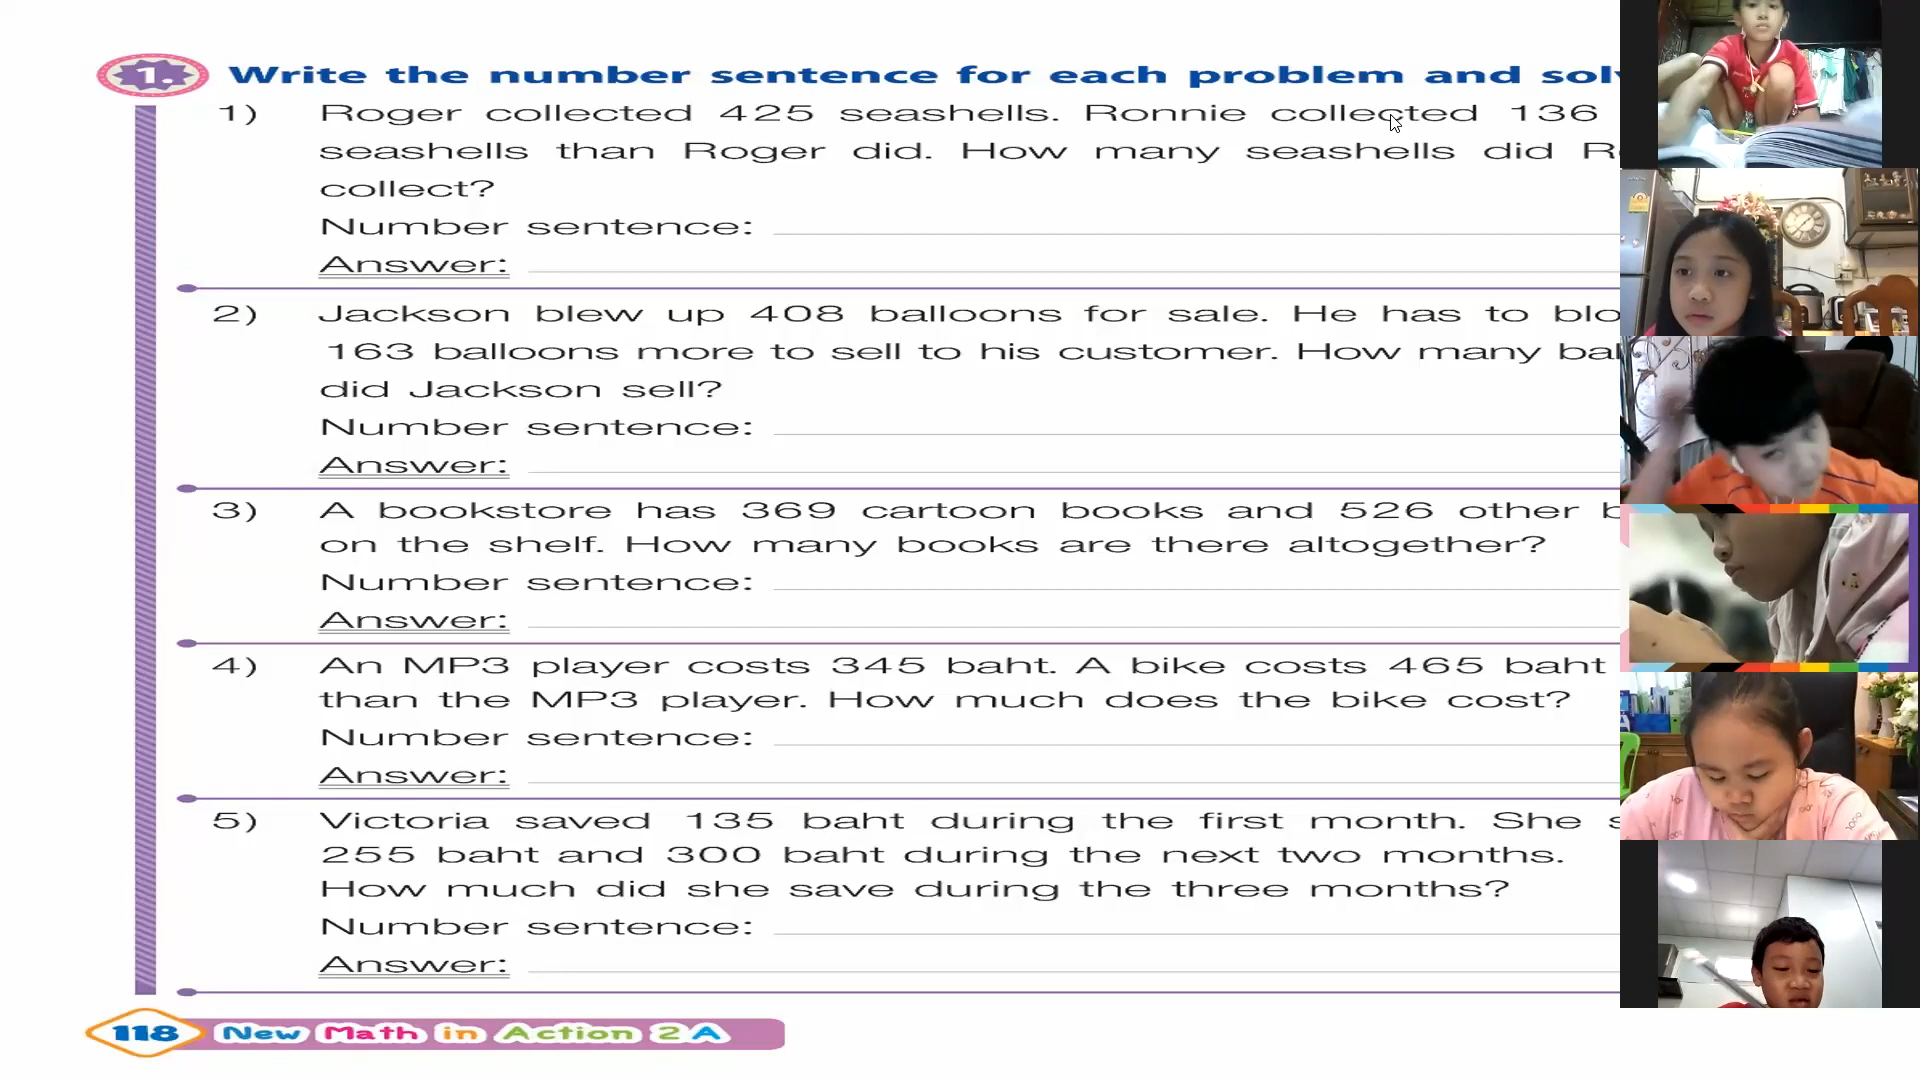 1.
Write the number sentence for each problem and
1) Roger collected 425 seashells. Ronnie collected 136
seashells than Roger did. How many seashells did
collect?
Number sentence:
Answer:
2) Jackson blew up 408 balloons for sale. He has to
163 balloons more to sell to his customer. How many
did Jackson sell?
Number sentence:
Answer:
3) A bookstore has 369 cartoon books and 526 other
on the shelf. How many books are there altogether?
Number sentence:
Answer:
4) An MP3 player costs 345 baht. A bike costs 465 baht
than the MP3 player. How much does the bike cost?
Number sentence:
Answer:
5) Victoria saved 135 baht during the first month. She
255 baht and 300 baht during the next two months.
How much did she save during the three months?
Number sentence:
Answer:
118 New Math in Action 2A